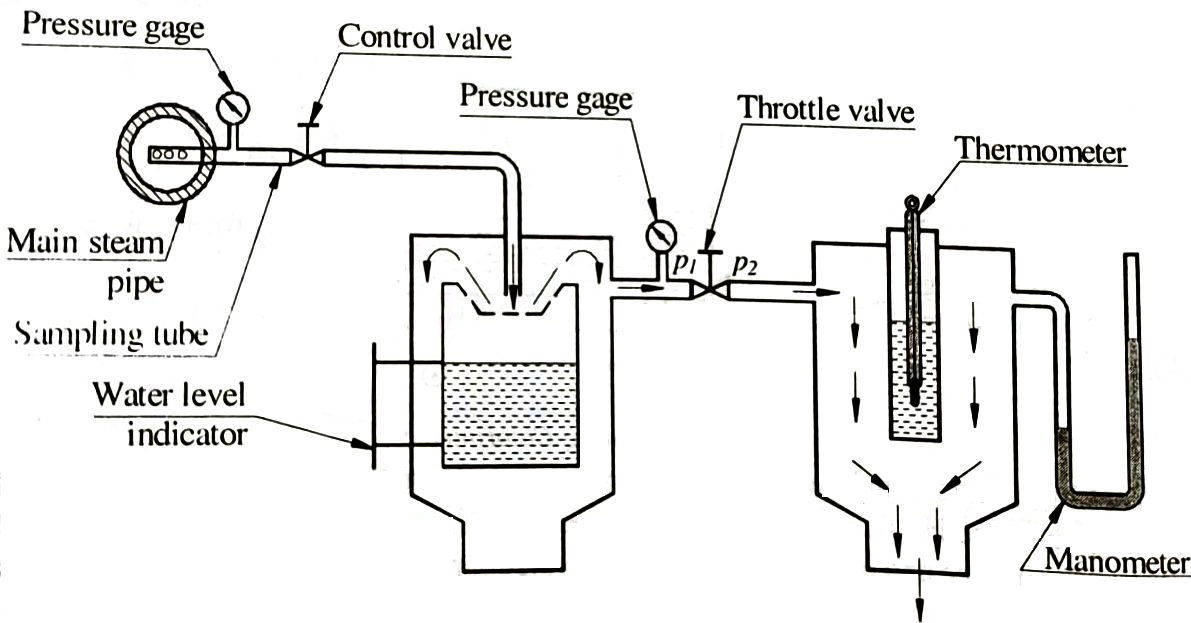 Pressure gage
Control valve
Pressure gage
Throttle valve
Thermometer
p1
p2
Main steam
pipe
Sampling tube
Water level
indicator
Manometer